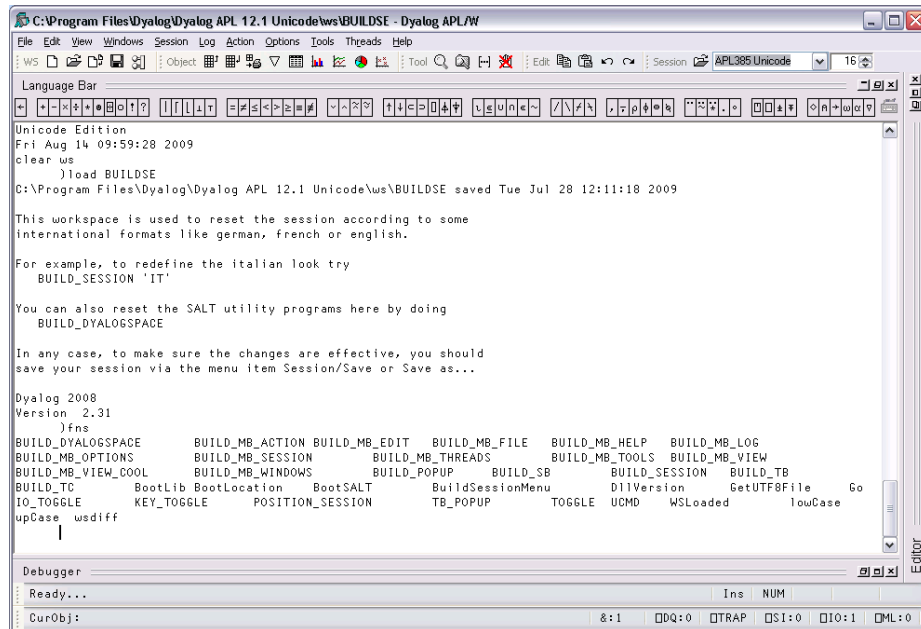 C:\Program Files\Dyalog\Dyalog APL 12.1 Unicode\ws\BUILDSE - Dyalog APL/W
File Edit View Windows Session Log Action Options Tools Threads Help
WS Object Tool Edit Session APL385 Unicode 16
Language Bar
← + - × ÷ * ⍟ ⌹ ○ ! ? | ⌈ ⌊ ⊥ ⊤ = ≠ ≤ < > ≥ ≡ ≢ ∨ ∧ ⍲ ⍱ ↑ ↓ ⊂ ⊃ ⌷ ⍋ ⍒ ⍳ ∪ ∩ ~ / \ ⌿ ⍀ , ⍪ ⍴ ⌽ ⊖ ⍉ ¨ ⍨ ⍣ . ∘ ⍞ ⎕ ⍎ ⍕ ⋄ ⍝ → ⍵ ⍺ ∇
Unicode Edition
Fri Aug 14 09:59:28 2009
clear ws
)load BUILDSE
C:\Program Files\Dyalog\Dyalog APL 12.1 Unicode\ws\BUILDSE saved Tue Jul 28 12:11:18 2009
This workspace is used to reset the session according to some
international formats like german, french or english.
For example, to redefine the italian look try
BUILD_SESSION 'IT'
You can also reset the SALT utility programs here by doing
BUILD_DYALOGSPACE
In any case, to make sure the changes are effective, you should
save your session via the menu item Session/Save or Save as...
Dyalog 2008
Version 2.31
)fns
BUILD_DYALOGSPACE BUILD_MB_ACTION BUILD_MB_EDIT BUILD_MB_FILE BUILD_MB_HELP BUILD_MB_LOG
BUILD_MB_OPTIONS BUILD_MB_SESSION BUILD_MB_THREADS BUILD_MB_TOOLS BUILD_MB_VIEW
BUILD_MB_VIEW_COOL BUILD_MB_WINDOWS BUILD_POPUP BUILD_SB BUILD_SESSION BUILD_TB
BUILD_TC BootLib BootLocation BootSALT BuildSessionMenu DllVersion GetUTF8File Go
IO_TOGGLE KEY_TOGGLE POSITION_SESSION TB_POPUP TOGGLE UCMD WSLoaded lowCase
upCase wsdiff
Editor
Debugger
Ready... Ins NUM
CurObj: &:1 ⎕DQ:0 ⎕TRAP ⎕SI:0 ⎕IO:1 ⎕ML:0